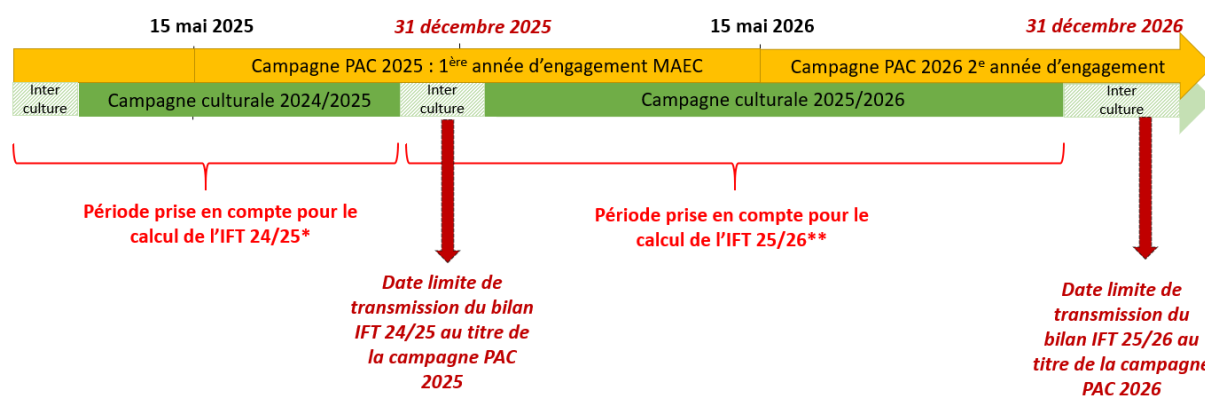 15 mai 2025
31 décembre 2025
15 mai 2026
31 décembre 2026
Campagne PAC 2025 : 1ère année d’engagement MAEC
Campagne PAC 2026 2e année d’engagement
Inter
culture
Campagne culturale 2024/2025
Inter
culture
Campagne culturale 2025/2026
Inter
culture
Période prise en compte pour le
calcul de l’IFT 24/25*
Période prise en compte pour le
calcul de l’IFT 25/26**
Date limite de
transmission du bilan
IFT 24/25 au titre de
la campagne PAC
2025
Date limite de
transmission du
bilan IFT 25/26 au
titre de la campagne
PAC 2026